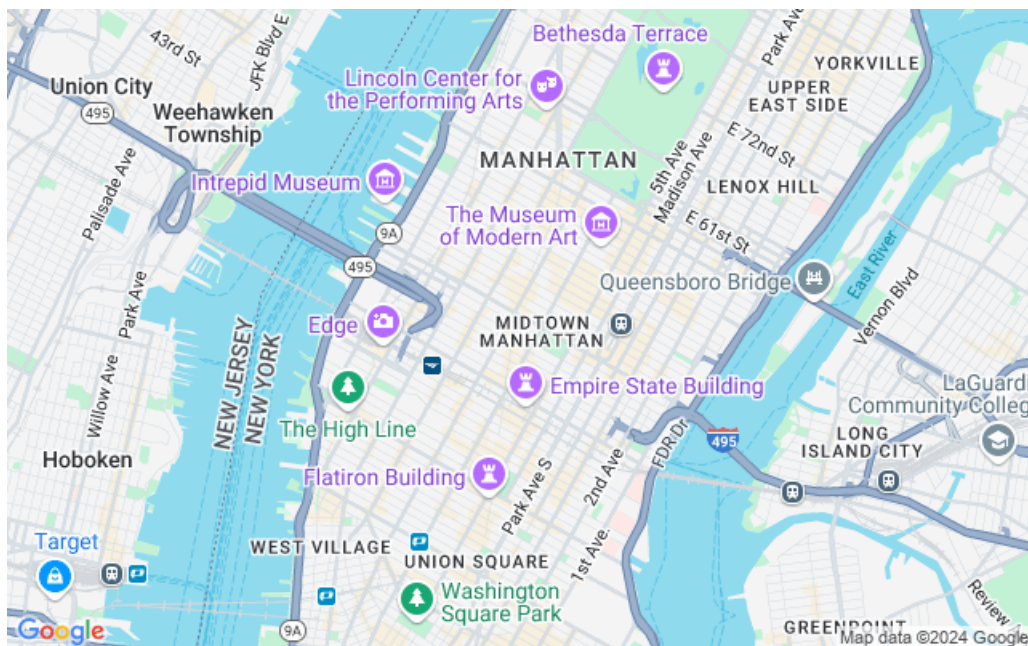 43rd St
JFK Blvd E
Bethesda Terrace
Park Ave
YORKVILLE
Union City
495
Lincoln Center for
the Performing Arts
UPPER
EAST SIDE
Weehawken
Township
E 72nd St
MANHATTAN
5th Ave
Madison Ave
LENOX HILL
Intrepid Museum
Palisade Ave
The Museum
of Modern Art
E 61st St
9A
495
Queensboro Bridge
East River
Vernon Blvd
Park Ave
Edge
MIDTOWN
MANHATTAN
NEW JERSEY
NEW YORK
Willow Ave
Empire State Building
LaGuardi
Community College
The High Line
FDR Dr
495
LONG
ISLAND CITY
Hoboken
Flatiron Building
Park Ave S
2nd Ave
Target
WEST VILLAGE
UNION SQUARE
1st Ave.
Washington
Square Park
Review A
9A
GREENPOINT
Google
Map data ©2024 Google